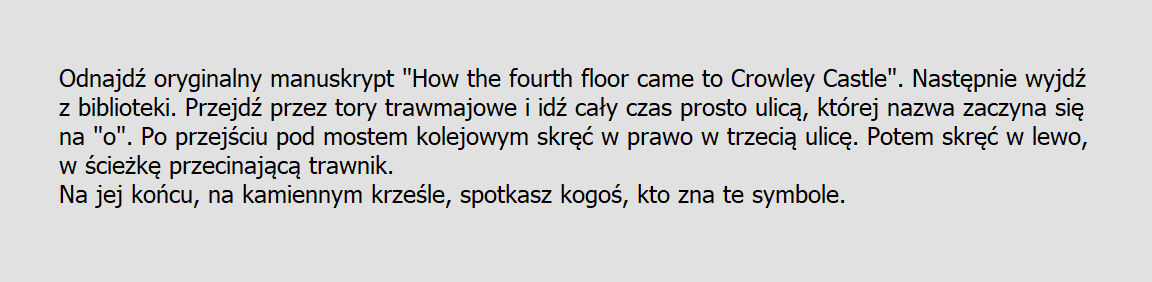 Odnajdź oryginalny manuskrypt "How the fourth floor came to Crowley Castle". Następnie wyjdź
z biblioteki. Przejdź przez tory trawmajowe i idź cały czas prosto ulicą, której nazwa zaczyna się
na "o". Po przejściu pod mostem kolejowym skręć w prawo w trzecią ulicę. Potem skręć w lewo,
w ścieżkę przecinającą trawnik.
Na jej końcu, na kamiennym krześle, spotkasz kogoś, kto zna te symbole.